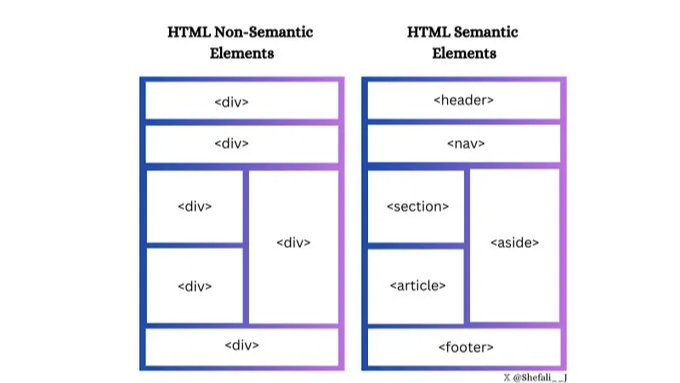 HTML Non-Semantic
Elements
<div>
<div>
<div>
<div>
<div>
<div>
HTML Semantic
Elements
<header>
<nav>
<section>
<aside>
<article>
<footer>
X @Shefali__J